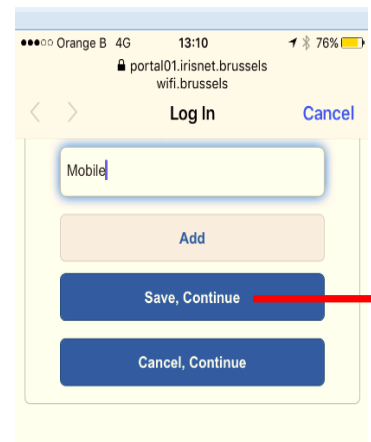 Orange B 4G 13:10 76%
portal01.irisnet.brussels
wifi.brussels
Log In Cancel
Mobile
Add
Save, Continue
Cancel, Continue